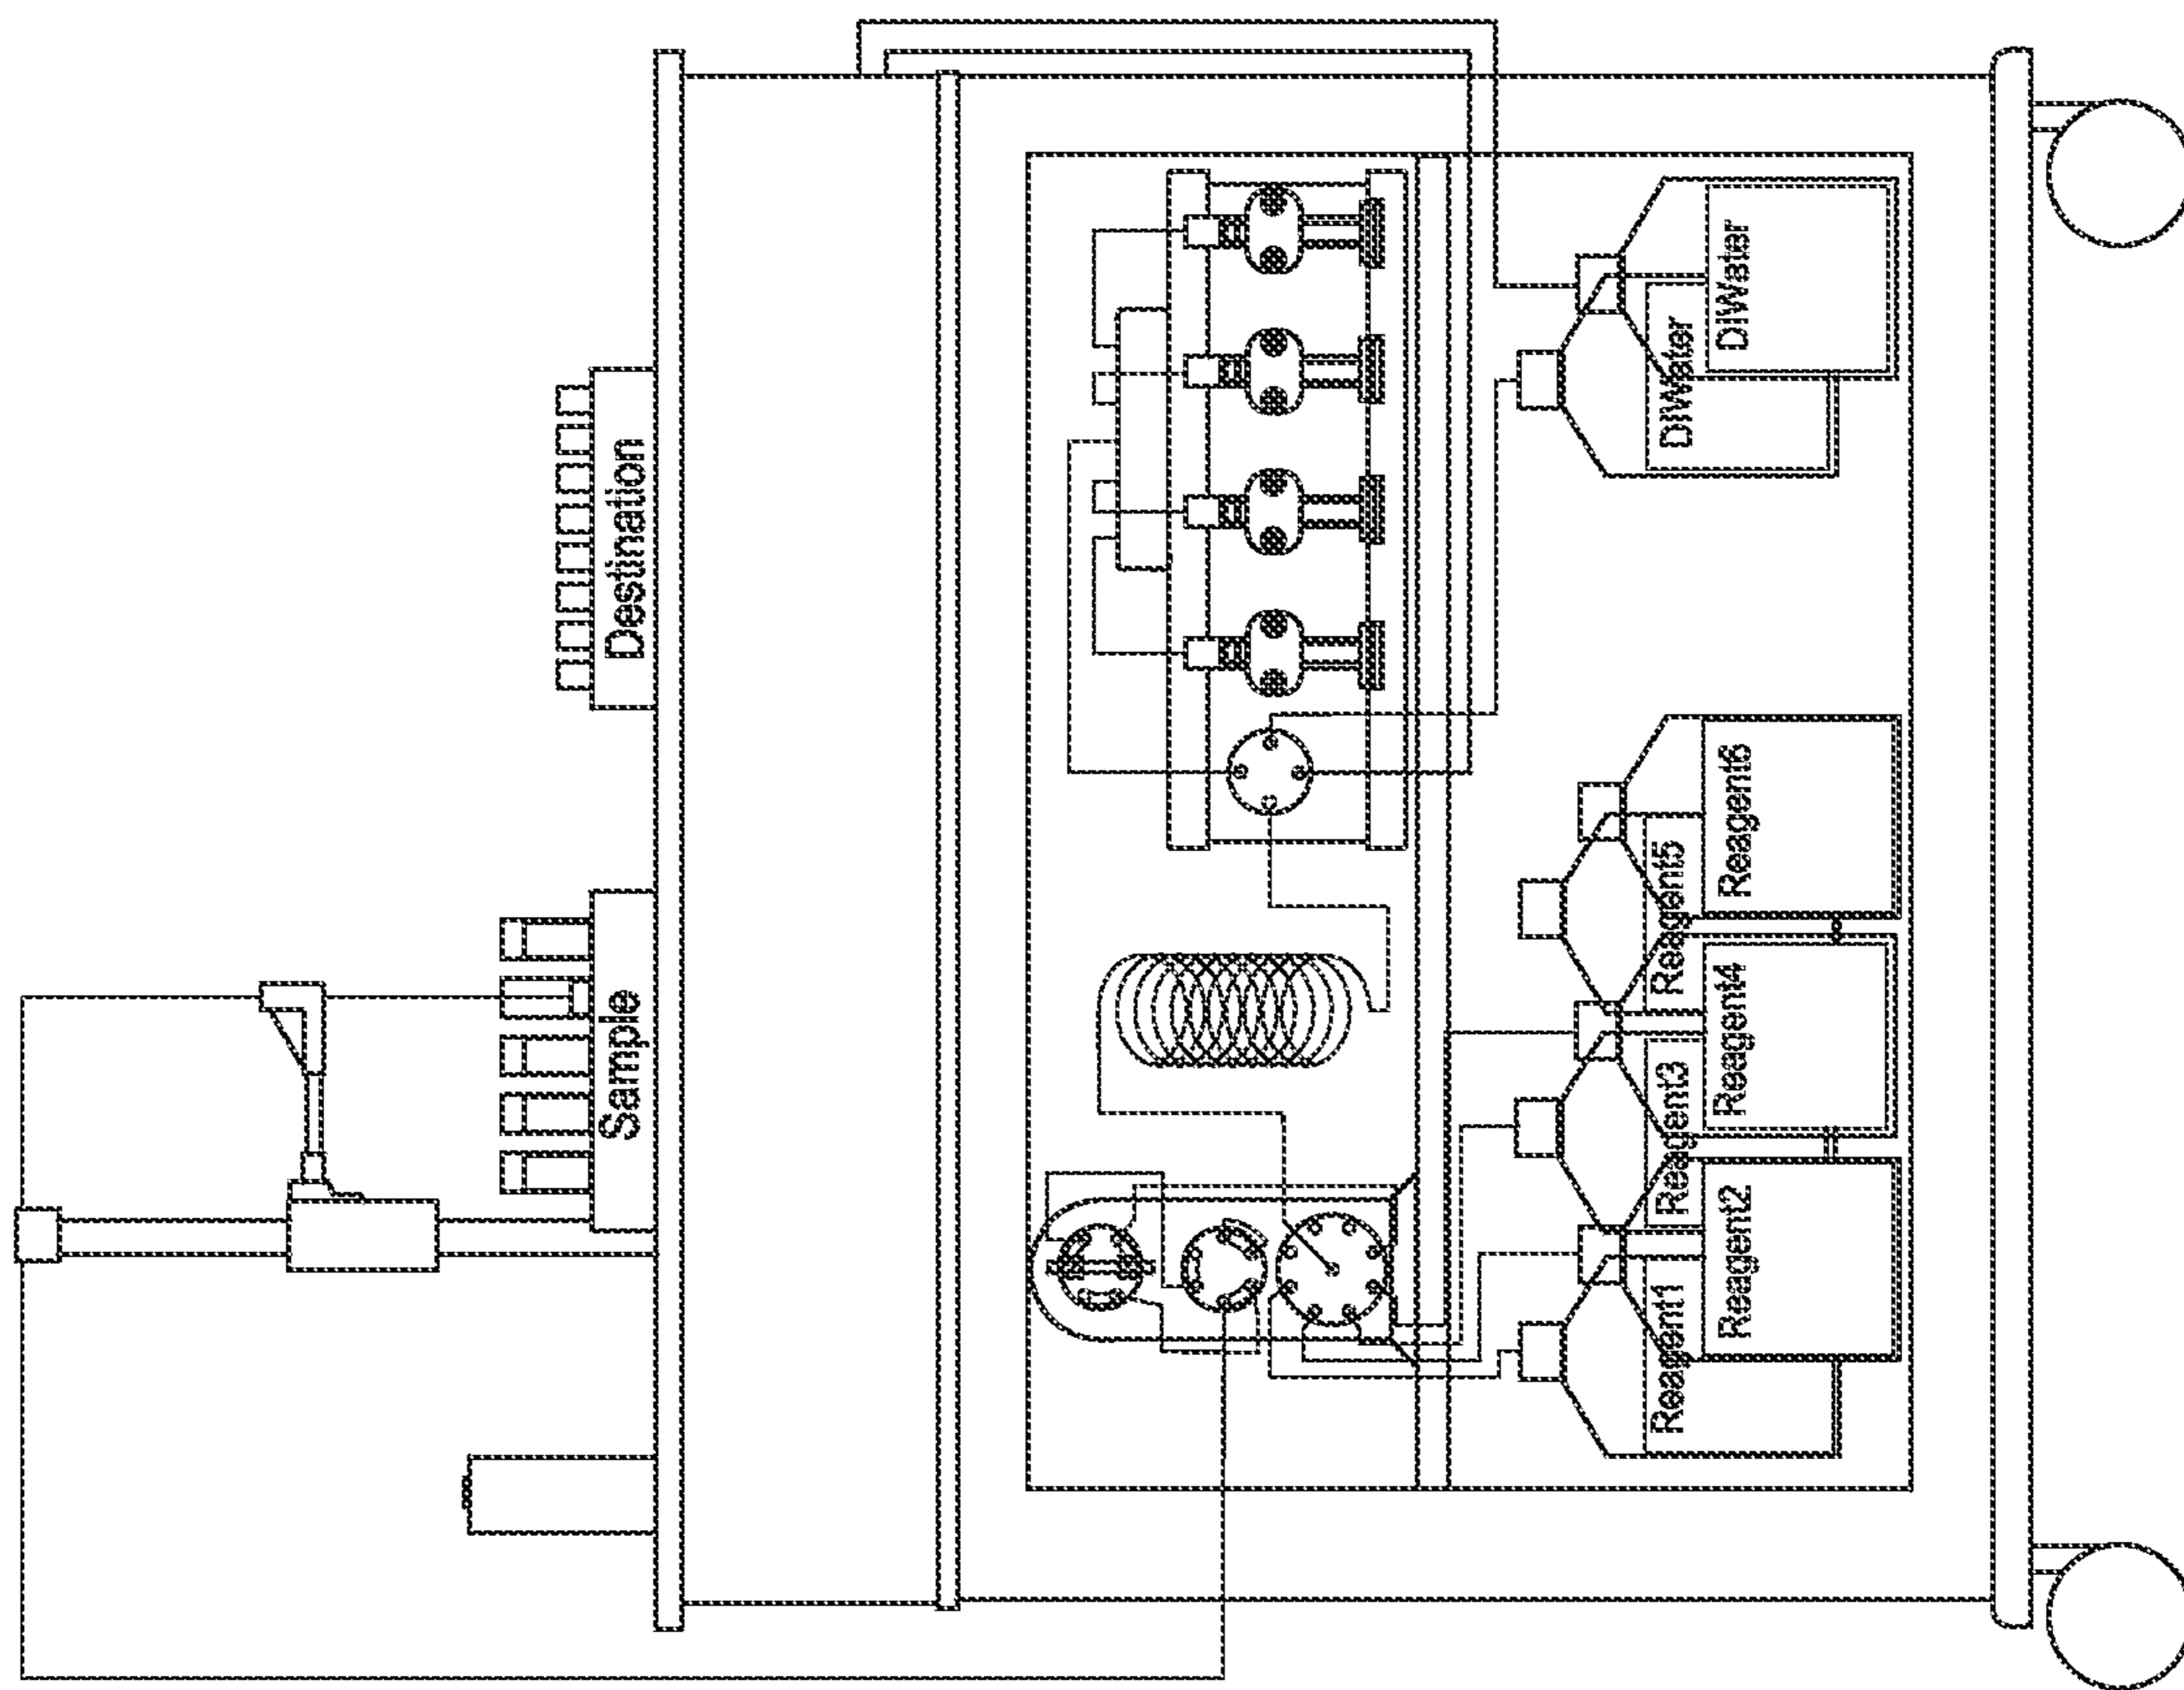 Sample
Destination
Reagent1
Reagent3
Reagent5
DIWater
Reagent2
Reagent4
Reagent6
DIWater